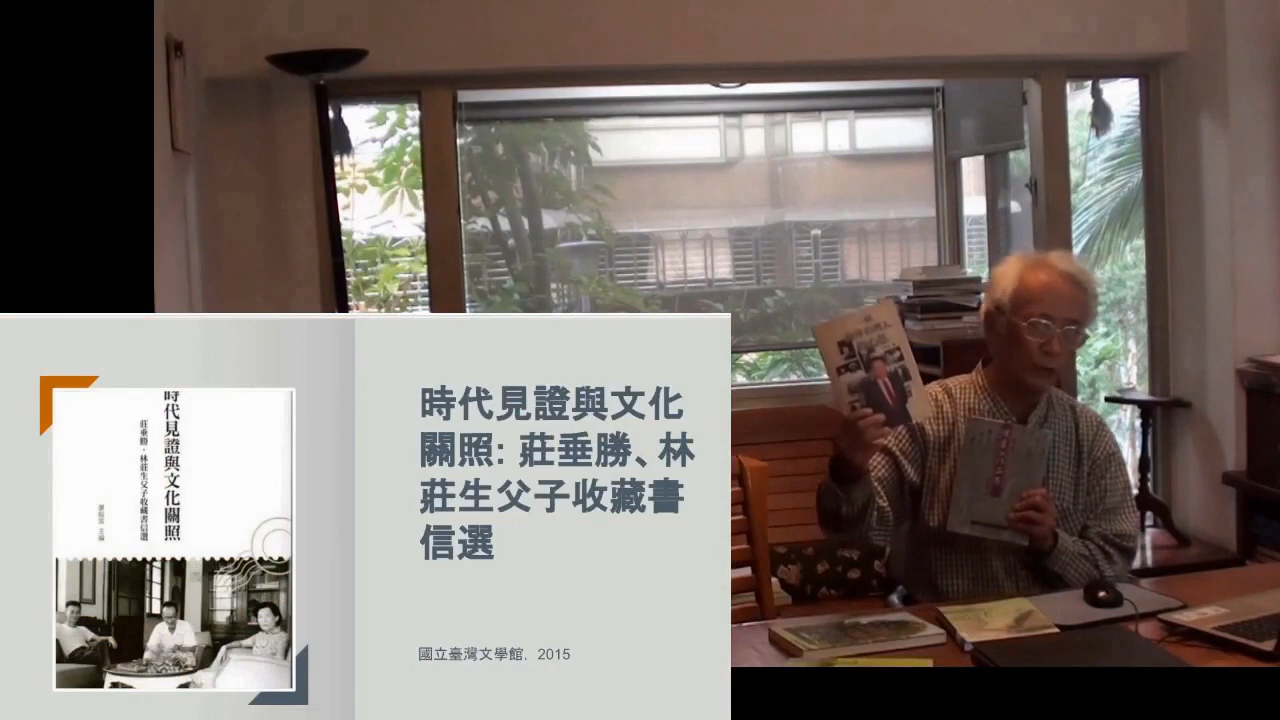 時代見證與文化
關照: 莊垂勝、林
莊生父子收藏書
信選
國立臺灣文學館, 2015
時代見證與文化關照
莊垂勝・林莊生父子收藏書信選